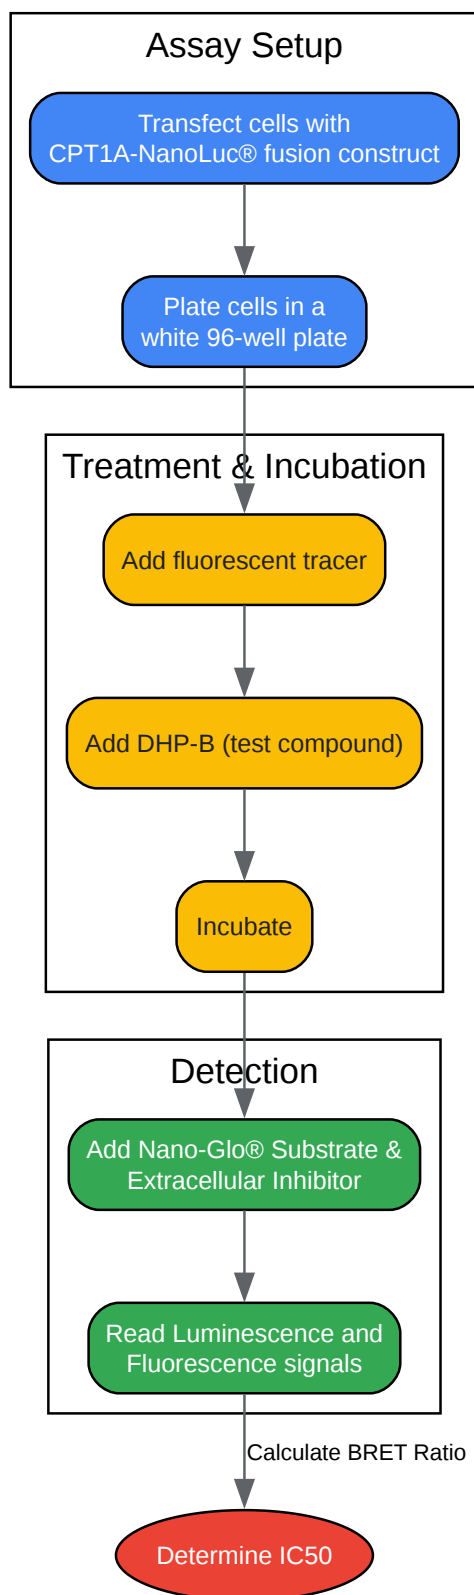 Assay Setup
Transfect cells with
CPT1A-NanoLuc® fusion construct
Plate cells in a
white 96-well plate
Treatment & Incubation
Add fluorescent tracer
Add DHP-B (test compound)
Incubate
Detection
Add Nano-Glo® Substrate &
Extracellular Inhibitor
Read Luminescence and
Fluorescence signals
Calculate BRET Ratio
Determine IC50